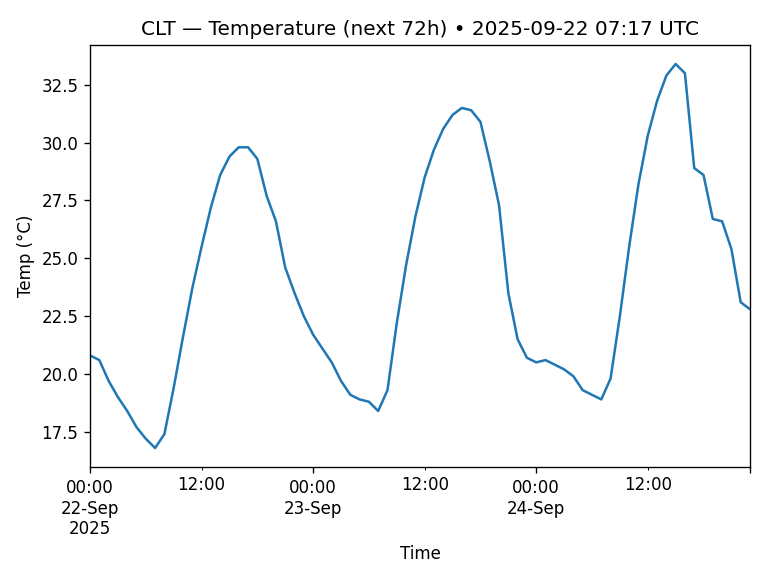 CLT — Temperature (next 72h) • 2025-09-22 07:17 UTC
32.5
30.0
27.5
25.0
22.5
20.0
17.5
Temp (°C)
00:00 12:00 00:00 12:00 00:00 12:00
22-Sep 23-Sep 24-Sep
2025
Time